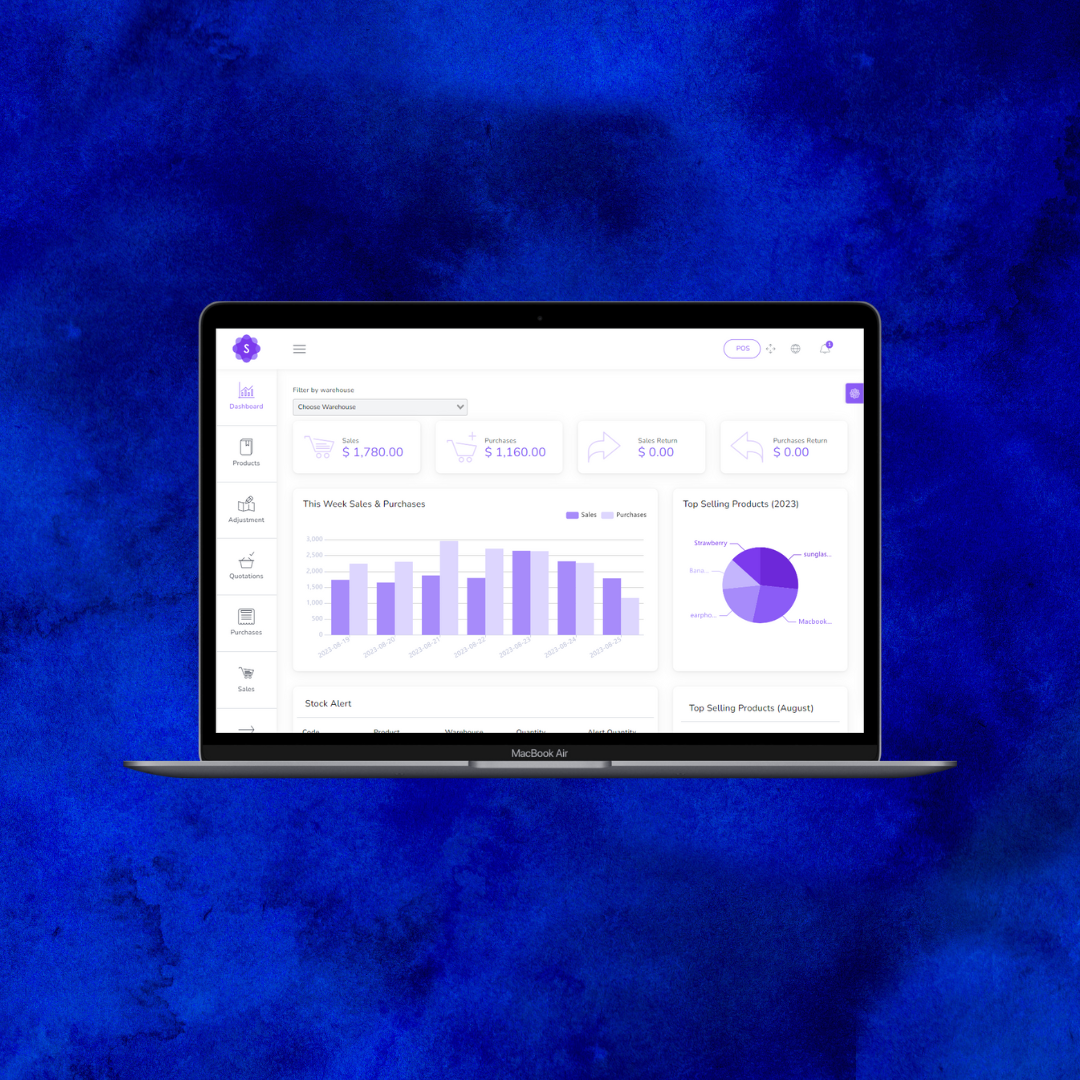 S
POS
1
Filter by warehouse
Choose Warehouse
Dashboard
Products
Adjustment
Quotations
Purchases
Sales
Sales
$ 1,780.00
Purchases
$ 1,160.00
Sales Return
$ 0.00
Purchases Return
$ 0.00
This Week Sales & Purchases
Sales Purchases
3,000
2,500
2,000
1,500
1,000
500
0
2023-08-19 2023-08-20 2023-08-21 2023-08-22 2023-08-23 2023-08-24 2023-08-25
Top Selling Products (2023)
Strawberry
sunglas...
Bana...
earpho...
Macbook...
Stock Alert
Code Product Warehouse Quantity Alert Quantity
Top Selling Products (August)
MacBook Air